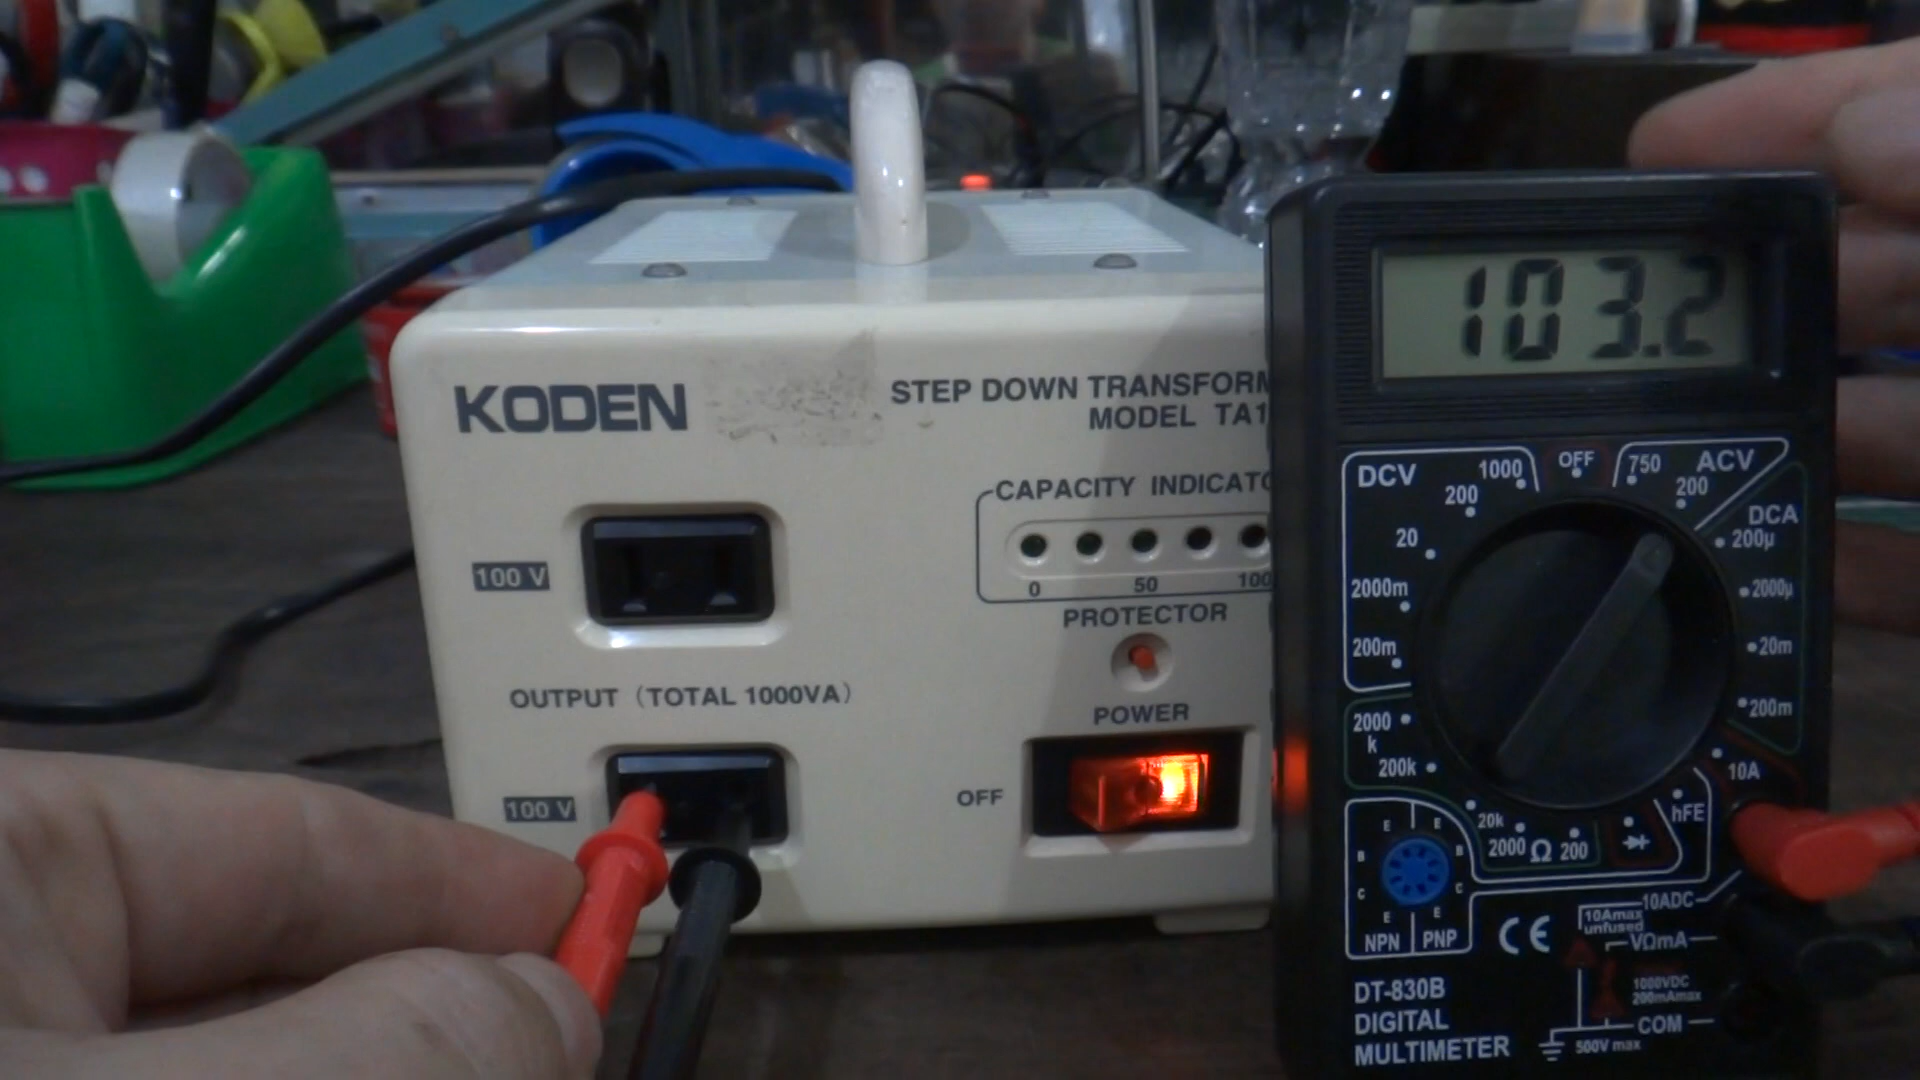 KODEN
STEP DOWN TRANSFORM
MODEL TA1
CAPACITY INDICATO
0 50 100
PROTECTOR
100 V
OUTPUT (TOTAL 1000VA)
POWER
OFF
100 V
103.2
DCV 1000 OFF 750 ACV
200 200
DCA
20 200µ
2000m 2000µ
200m 20m
2000 200m
k
200k 10A
20k hFE
2000 Ω 200
E E
B B
C C
E E
NPN PNP
CE
10ADC
10Amax
unfused
VΩmA
1000VDC
200mAmax
COM
500V max
DT-830B
DIGITAL
MULTIMETER